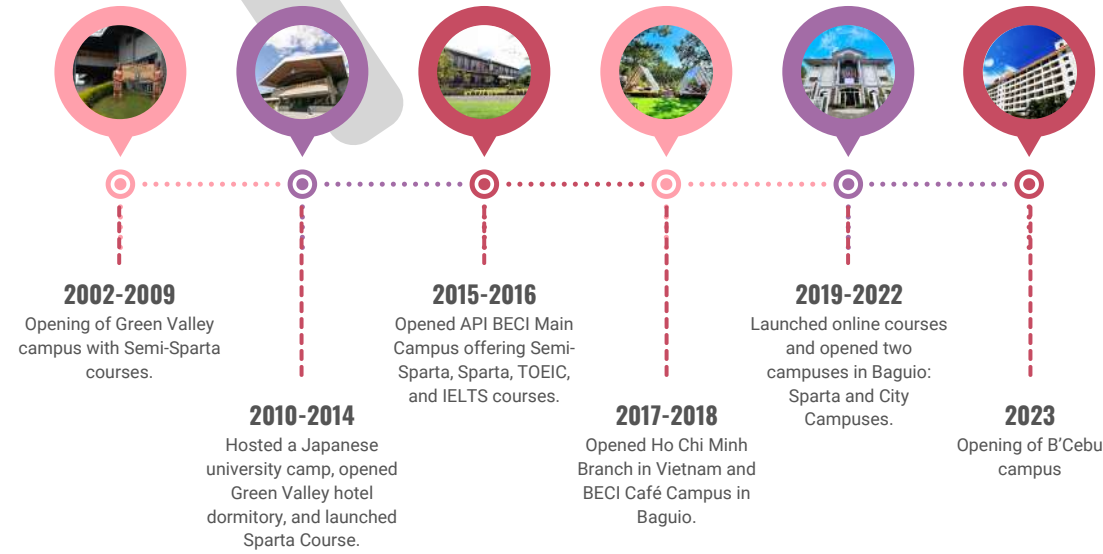 2002-2009
Opening of Green Valley
campus with Semi-Sparta
courses.
2010-2014
Hosted a Japanese
university camp, opened
Green Valley hotel
dormitory, and launched
Sparta Course.
2015-2016
Opened API BECI Main
Campus offering Semi-
Sparta, Sparta, TOEIC,
and IELTS courses.
2017-2018
Opened Ho Chi Minh
Branch in Vietnam and
BECI Café Campus in
Baguio.
2019-2022
Launched online courses
and opened two
campuses in Baguio:
Sparta and City
Campuses.
2023
Opening of B’Cebu
campus